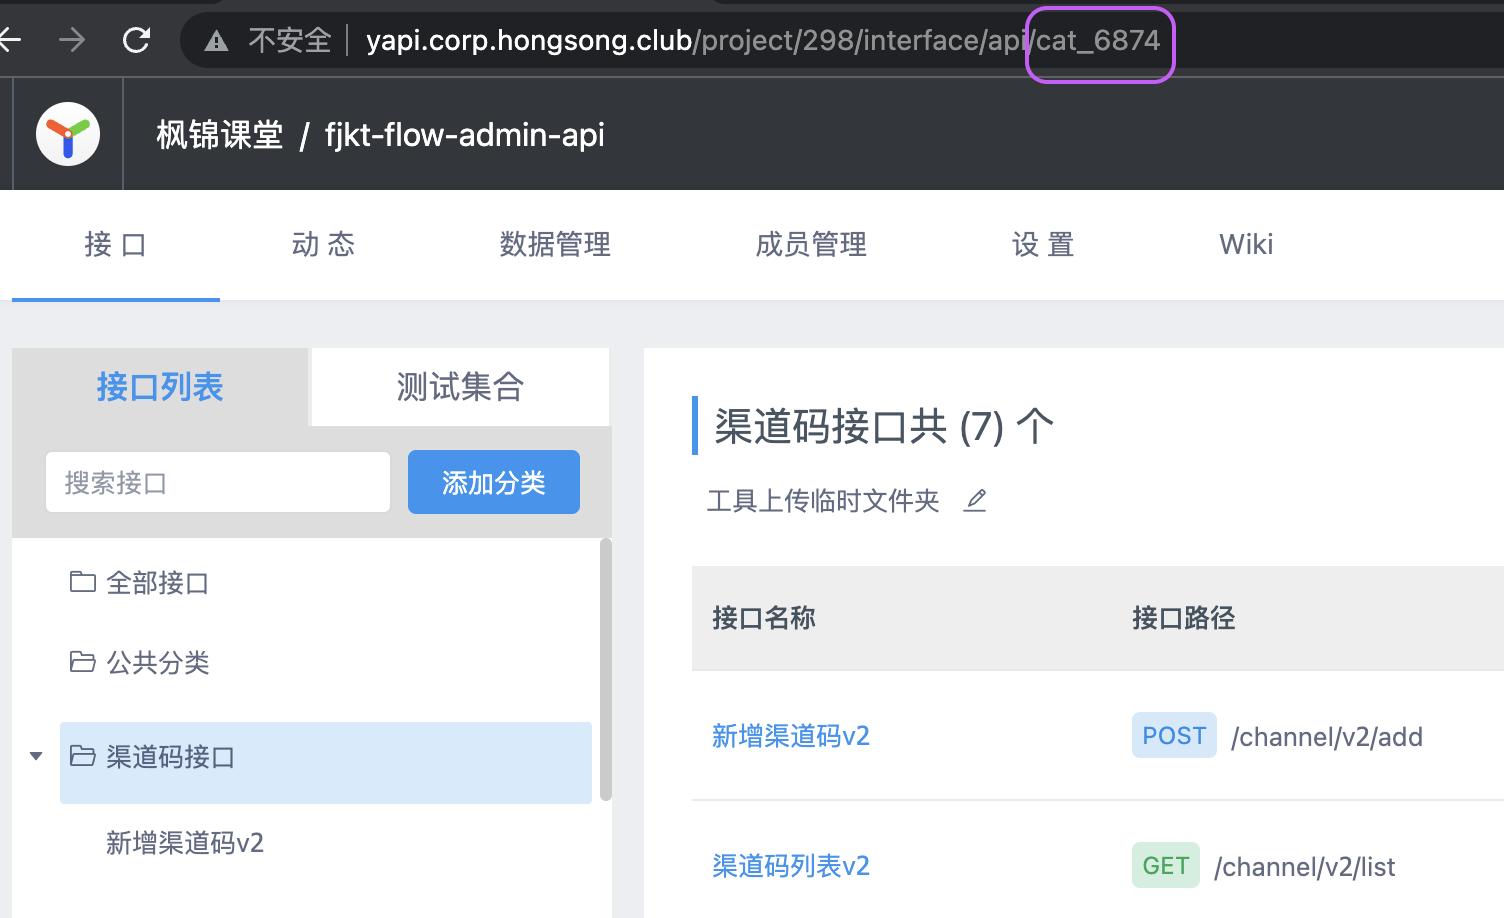 不安全 yapi.corp.hongsong.club/project/298/interface/api/cat_6874
枫锦课堂 / fjkt-flow-admin-api
接 口 动 态 数据管理 成员管理 设 置 Wiki
接口列表 测试集合
渠道码接口共 (7) 个
搜索接口 添加分类
工具上传临时文件夹
全部接口
接口名称 接口路径
公共分类
新增渠道码v2 POST /channel/v2/add
渠道码接口
新增渠道码v2
渠道码列表v2 GET /channel/v2/list